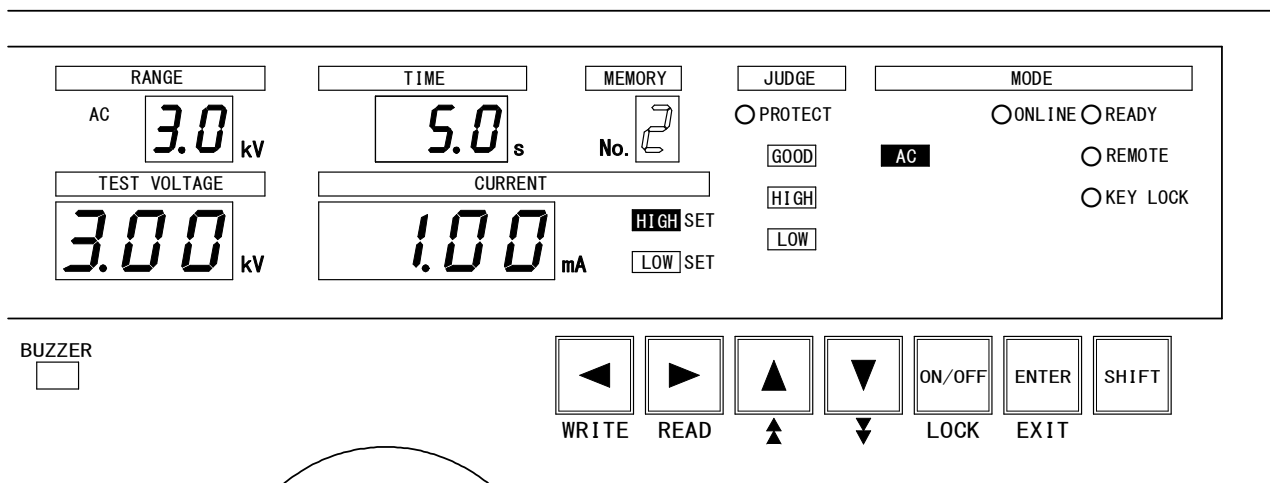 RANGE TIME MEMORY JUDGE MODE
AC 3.0 kV 5.0 s No. 2 PROTECT ONLINE READY
GOOD AC REMOTE
TEST VOLTAGE CURRENT
HIGH KEY LOCK
3.00 kV 1.00 mA HIGH SET
LOW
LOW SET
BUZZER
ON/OFF ENTER SHIFT
WRITE READ LOCK EXIT